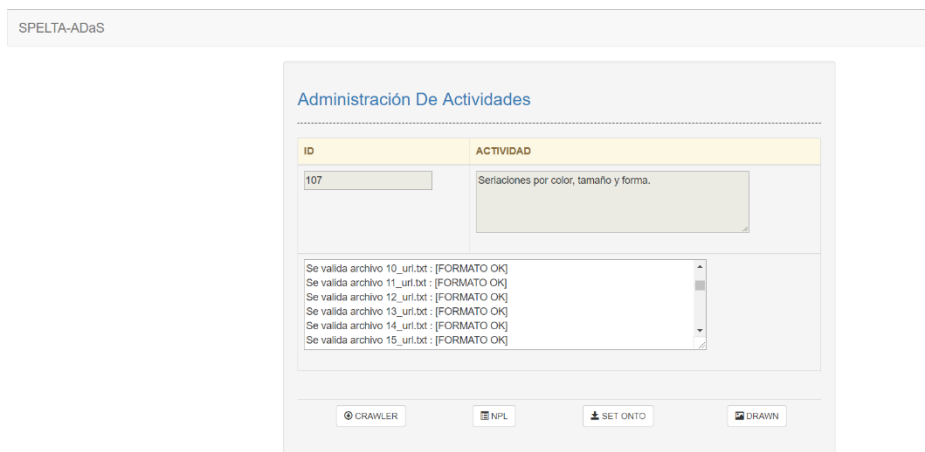 SPELTA-ADaS
Administración De Actividades
ID ACTIVIDAD
107 Seriaciones por color, tamaño y forma.
Se valida archivo 10_url.txt : [FORMATO OK]
Se valida archivo 11_url.txt : [FORMATO OK]
Se valida archivo 12_url.txt : [FORMATO OK]
Se valida archivo 13_url.txt : [FORMATO OK]
Se valida archivo 14_url.txt : [FORMATO OK]
Se valida archivo 15_url.txt : [FORMATO OK]
CRAWLER NPL SET ONTO DRAWN